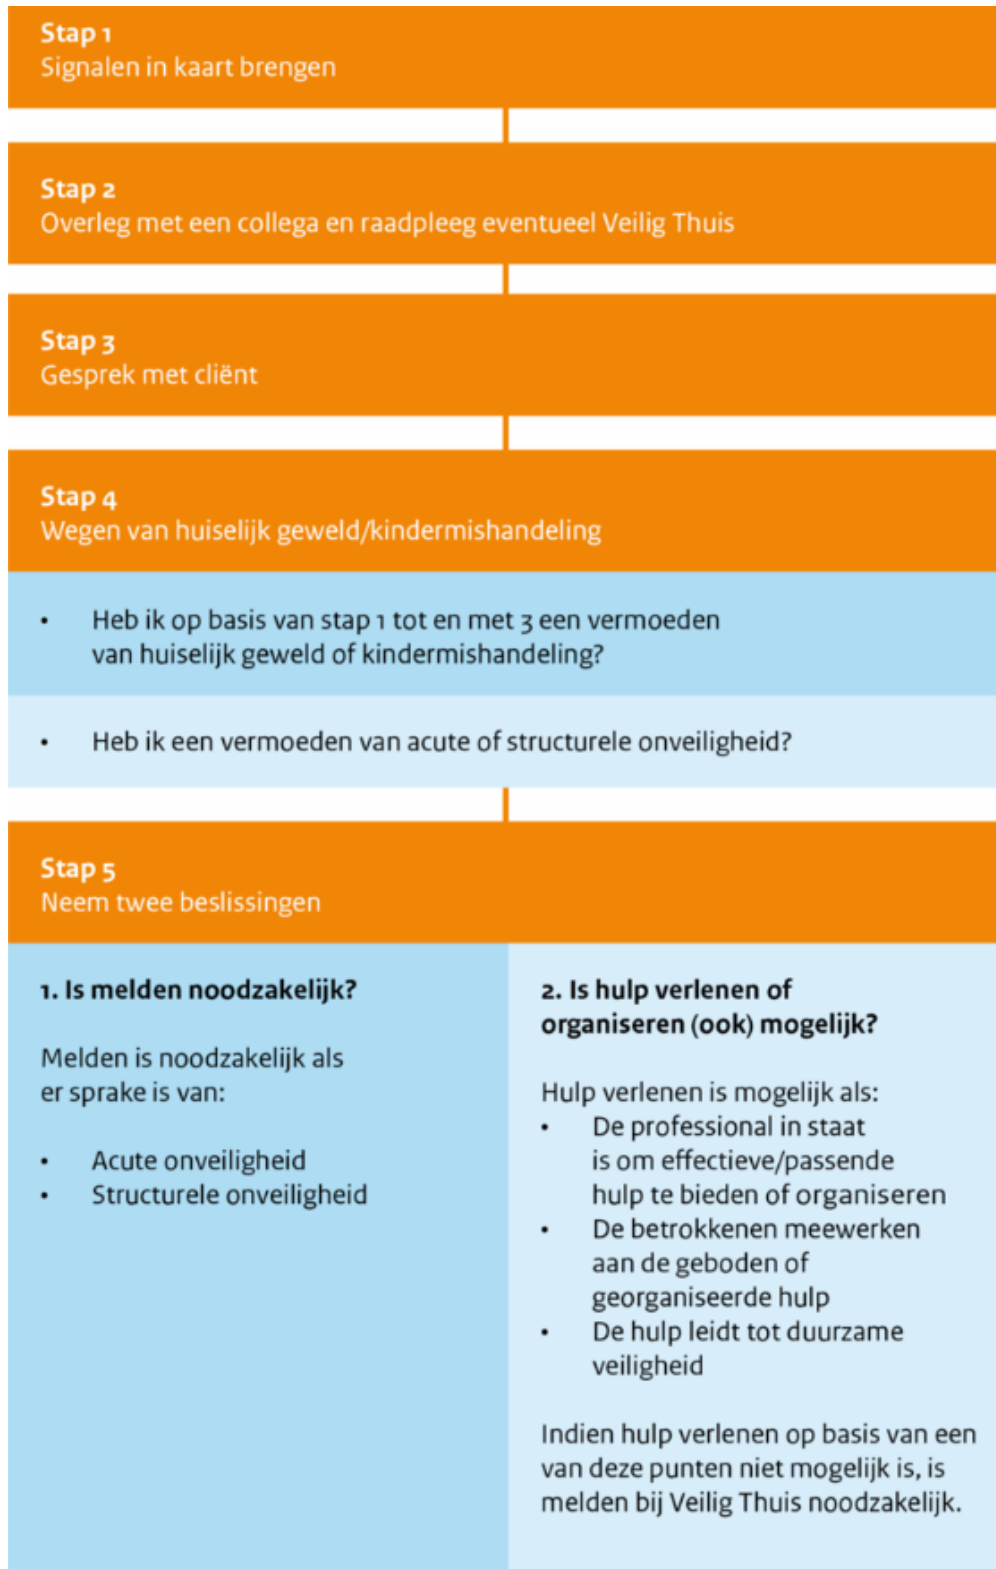 Stap 1
Signalen in kaart brengen
Stap 2
Overleg met een collega en raadpleeg eventueel Veilig Thuis
Stap 3
Gesprek met cliënt
Stap 4
Wegen van huiselijk geweld/kindermishandeling
• Heb ik op basis van stap 1 tot en met 3 een vermoeden
van huiselijk geweld of kindermishandeling?
• Heb ik een vermoeden van acute of structurele onveiligheid?
Stap 5
Neem twee beslissingen
1. Is melden noodzakelijk?
Melden is noodzakelijk als
er sprake is van:
• Acute onveiligheid
• Structurele onveiligheid
2. Is hulp verlenen of
organiseren (ook) mogelijk?
Hulp verlenen is mogelijk als:
• De professional in staat
is om effectieve/passende
hulp te bieden of organiseren
• De betrokkenen meewerken
aan de geboden of
georganiseerde hulp
• De hulp leidt tot duurzame
veiligheid
Indien hulp verlenen op basis van een
van deze punten niet mogelijk is, is
melden bij Veilig Thuis noodzakelijk.